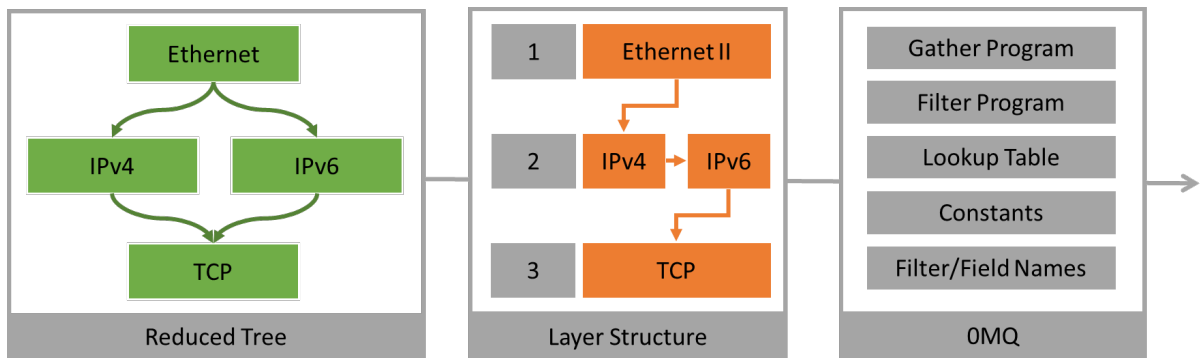 Ethernet
IPv4
IPv6
TCP
Reduced Tree
1
Ethernet II
2
IPv4
IPv6
3
TCP
Layer Structure
Gather Program
Filter Program
Lookup Table
Constants
Filter/Field Names
0MQ